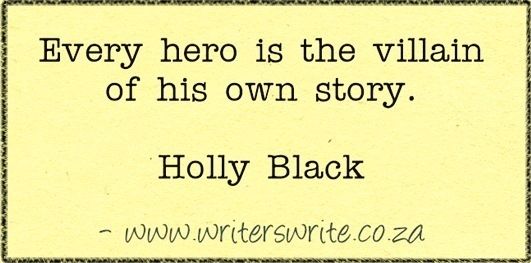 Every hero is the villain
of his own story.
Holly Black
- www.writerswrite.co.za